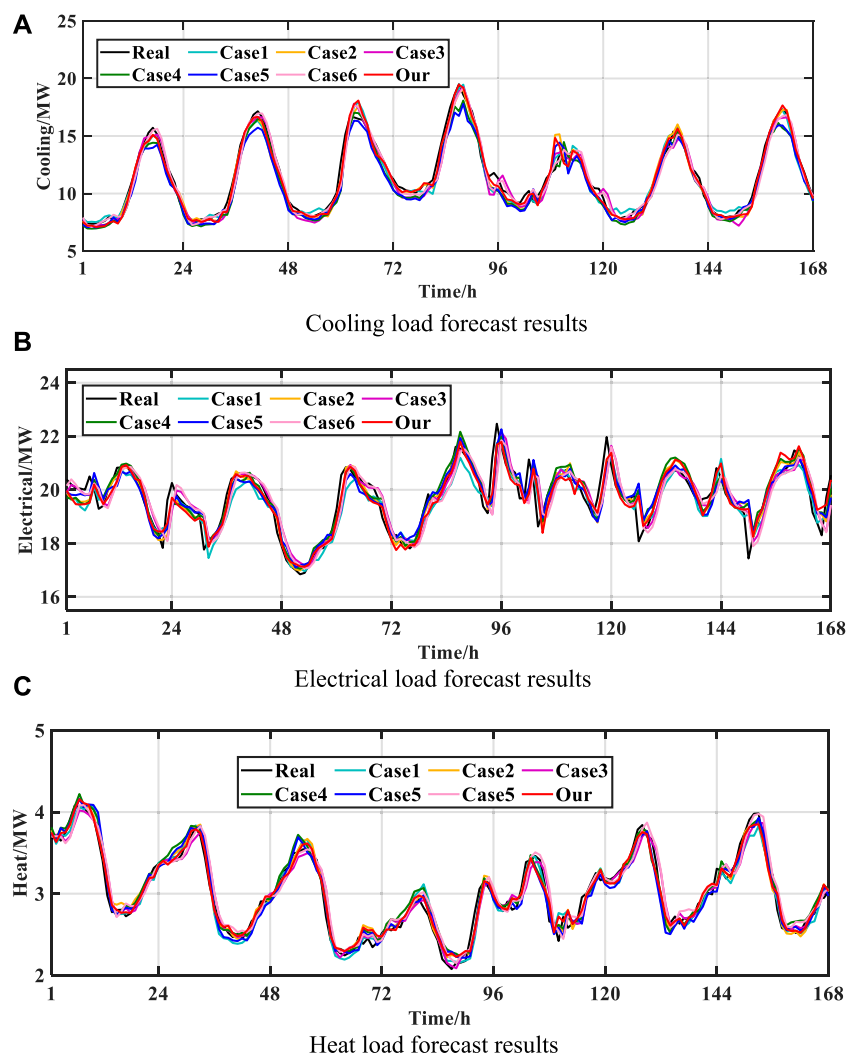 A
25
Real Case1 Case2 Case3
Case4 Case5 Case6 Our
20
Cooling/MW
15
10
5
1 24 48 72 96 120 144 168
Time/h
Cooling load forecast results
B
24
Real Case1 Case2 Case3
Case4 Case5 Case6 Our
22
Electrical/MW
20
18
16
1 24 48 72 96 120 144 168
Time/h
Electrical load forecast results
C
5
Real Case1 Case2 Case3
Case4 Case5 Case5 Our
4
Heat/MW
3
2
1 24 48 72 96 120 144 168
Time/h
Heat load forecast results